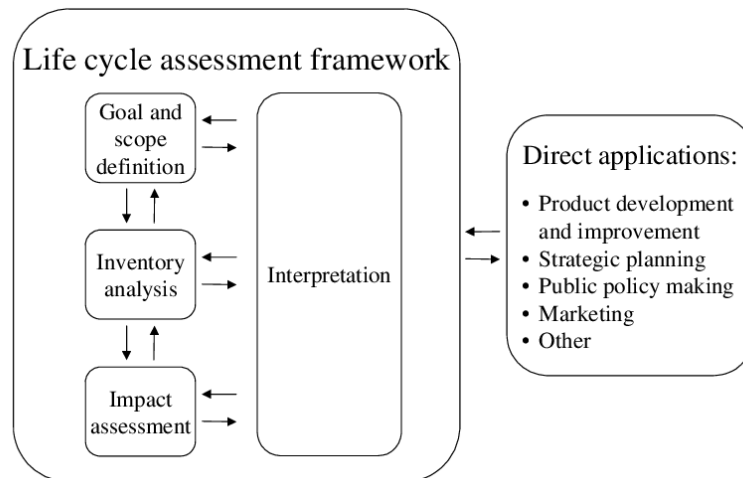 Life cycle assessment framework
Goal and
scope
definition
Inventory
analysis
Impact
assessment
Interpretation
Direct applications:
• Product development
and improvement
• Strategic planning
• Public policy making
• Marketing
• Other